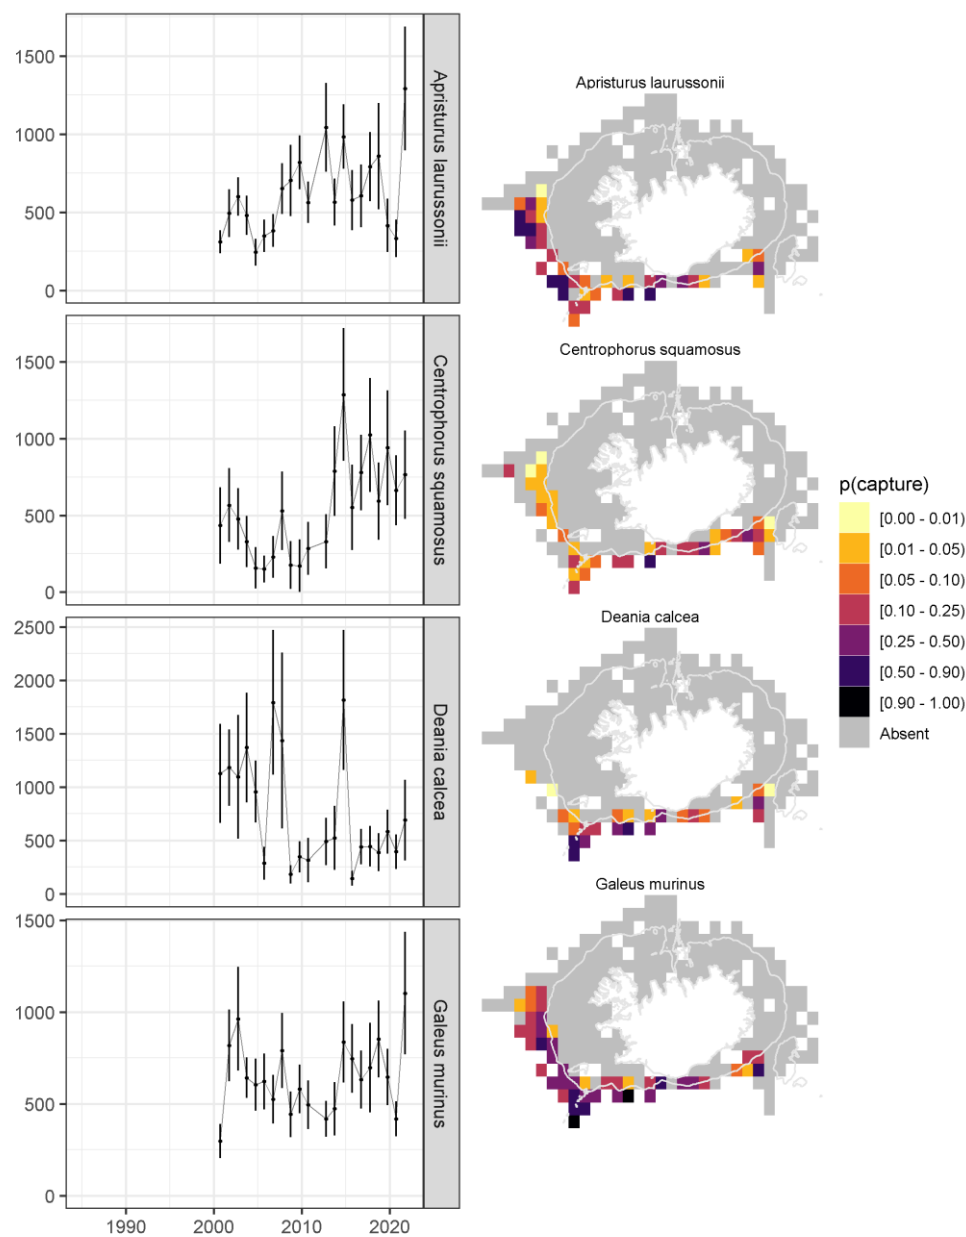 1500
1000
500
0
Apristurus laurussonii
1500
1000
500
0
Centrophorus squamosus
2500
2000
1500
1000
500
0
Deania calcea
1500
1000
500
0
Galeus murinus
1990
2000
2010
2020
Apristurus laurussonii
Centrophorus squamosus
Deania calcea
Galeus murinus
p(capture)
[0.00 - 0.01)
[0.01 - 0.05)
[0.05 - 0.10)
[0.10 - 0.25)
[0.25 - 0.50)
[0.50 - 0.90)
[0.90 - 1.00)
Absent